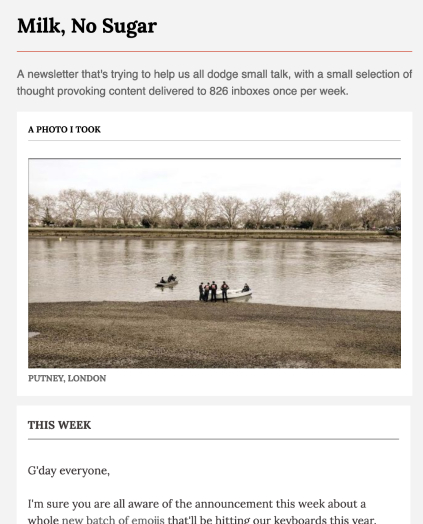 Milk, No Sugar
A newsletter that's trying to help us all dodge small talk, with a small selection of
thought provoking content delivered to 826 inboxes once per week.
A PHOTO I TOOK
PUTNEY, LONDON
THIS WEEK
G'day everyone,
I'm sure you are all aware of the announcement this week about a
whole new batch of emojis that'll be hitting our keyboards this year.